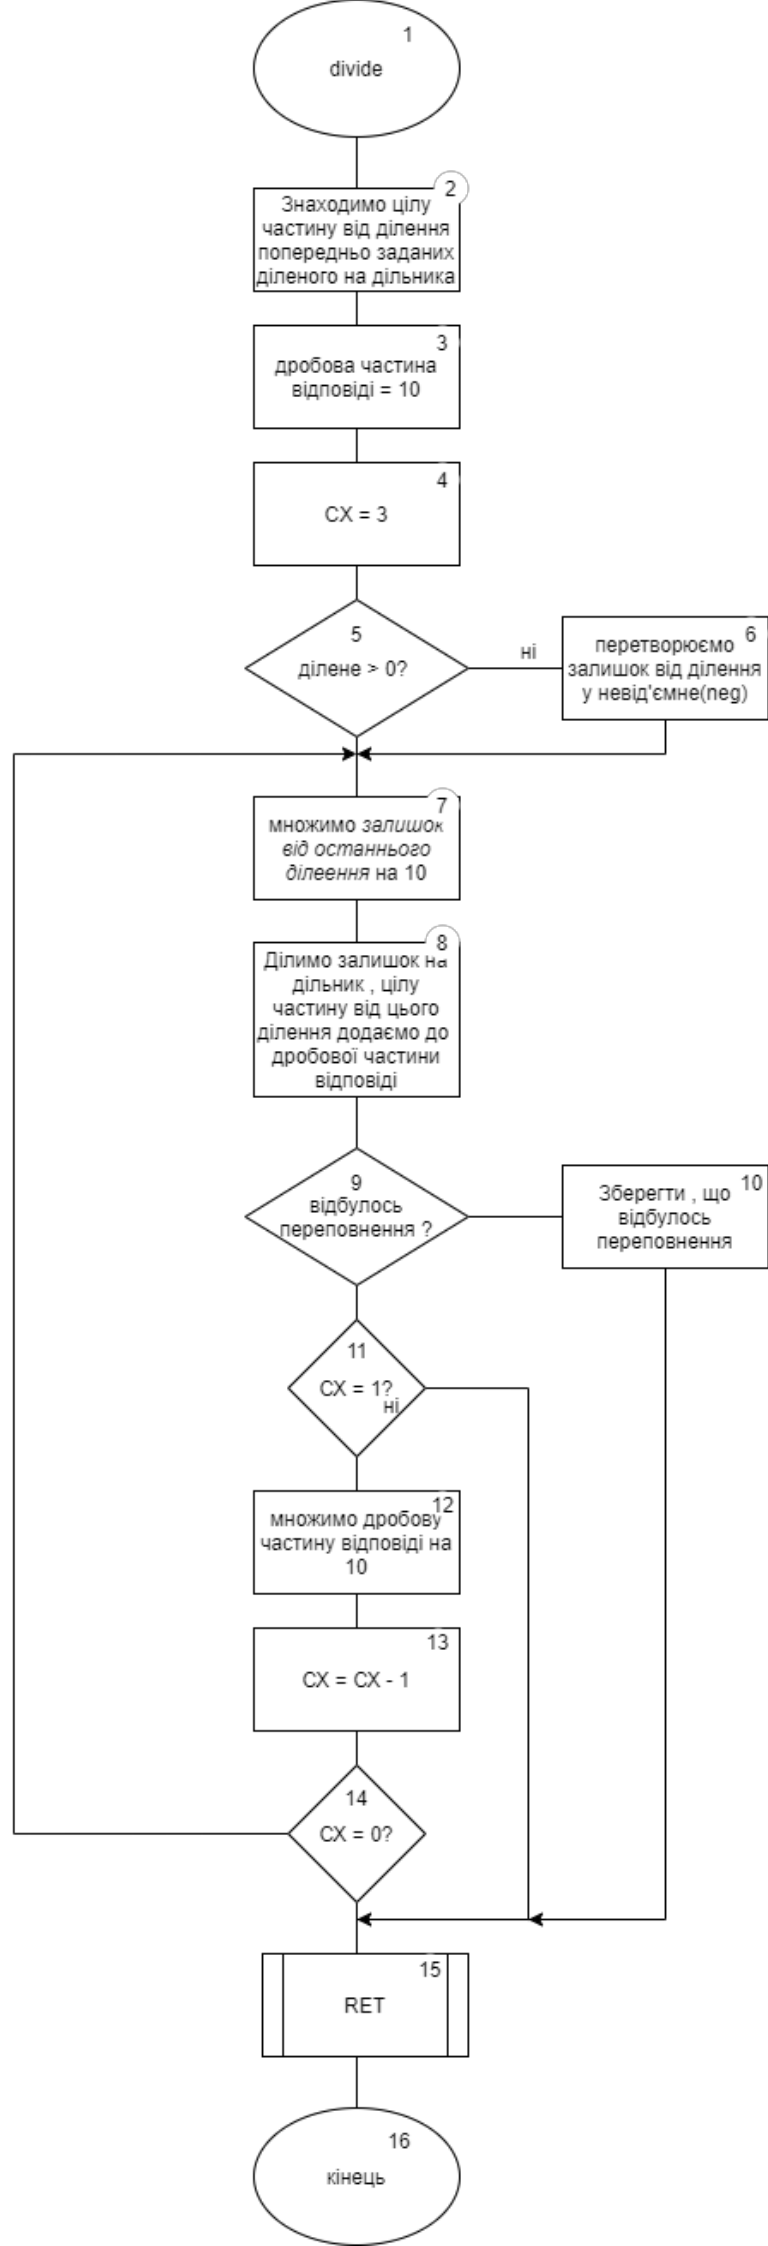 1
divide
2
Знаходимо цілу
частину від ділення
попередньо заданих
діленого на дільника
3
дробова частина
відповіді = 10
4
CX = 3
5
ділене > 0?
ні
6
перетворюємо
залишок від ділення
у невід'ємне(neg)
7
множимо залишок
від останнього
ділеення на 10
8
Ділимо залишок на
дільник , цілу
частину від цього
ділення додаємо до
дробової частини
відповіді
9
відбулось
переповнення ?
10
Зберегти , що
відбулось
переповнення
11
CX = 1?
ні
12
множимо дробову
частину відповіді на
10
13
CX = CX - 1
14
CX = 0?
15
RET
16
кінець